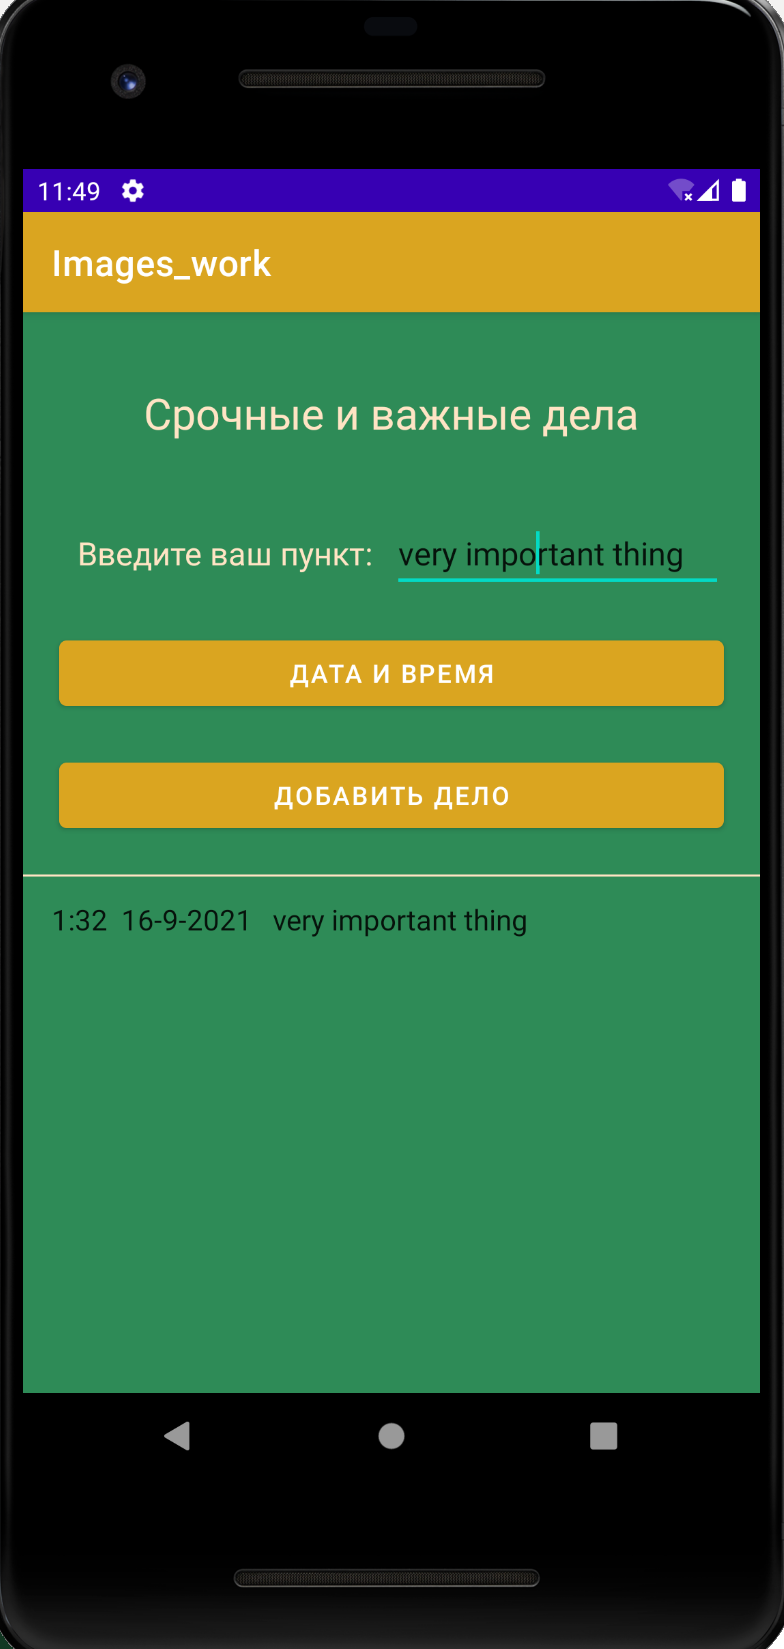 11:49
Images_work
Срочные и важные дела
Введите ваш пункт: very important thing
ДАТА И ВРЕМЯ
ДОБАВИТЬ ДЕЛО
1:32 16-9-2021 very important thing